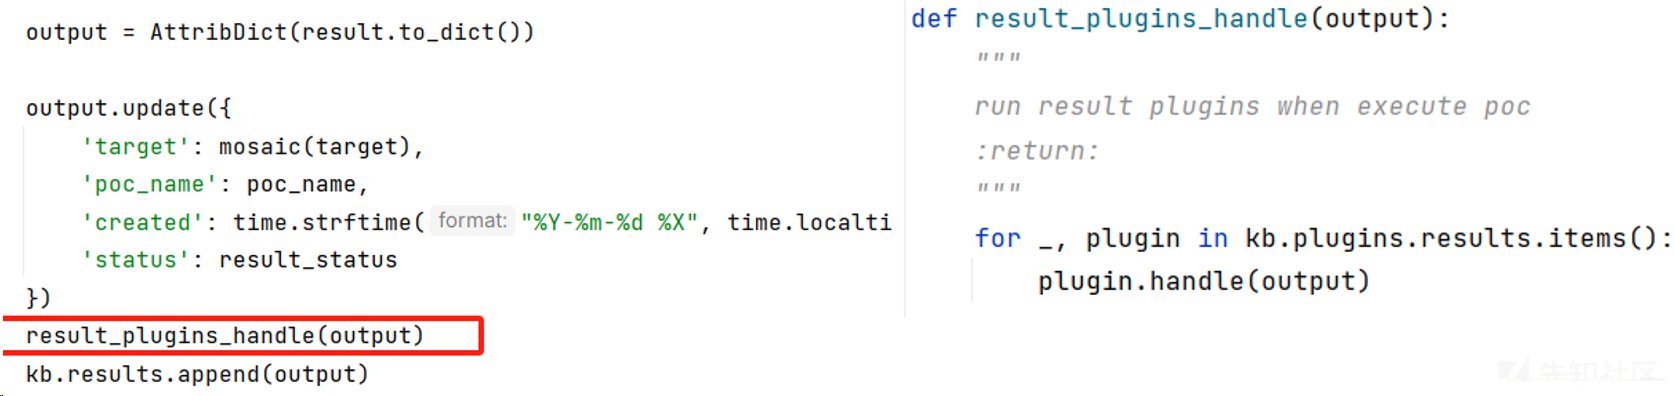 output = AttribDict(result.to_dict())
output.update({
'target': mosaic(target),
'poc_name': poc_name,
'created': time.strftime( format: "%Y-%m-%d %X", time.localti
'status': result_status
})
result_plugins_handle(output)
kb.results.append(output)
def result_plugins_handle(output):
"""
run result plugins when execute poc
:return:
"""
for _, plugin in kb.plugins.results.items():
plugin.handle(output)
先知社区